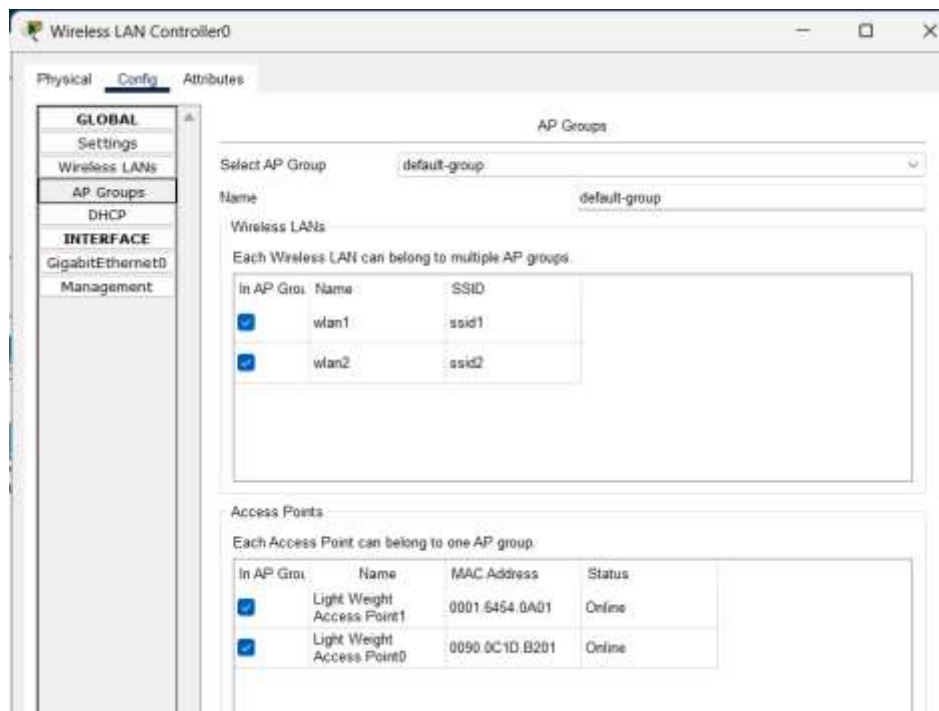 Wireless LAN Controller0
Physical Config Attributes
GLOBAL
Settings
Wireless LANs
AP Groups
DHCP
INTERFACE
GigabitEthernet0
Management
AP Groups
Select AP Group default-group
Name default-group
Wireless LANs
Each Wireless LAN can belong to multiple AP groups.
In AP Grou Name SSID
wlan1 ssid1
wlan2 ssid2
Access Points
Each Access Point can belong to one AP group.
In AP Grou Name MAC Address Status
Light Weight
Access Point1 0001.6454.0A01 Online
Light Weight
Access Point0 0090.0C1D.B201 Online